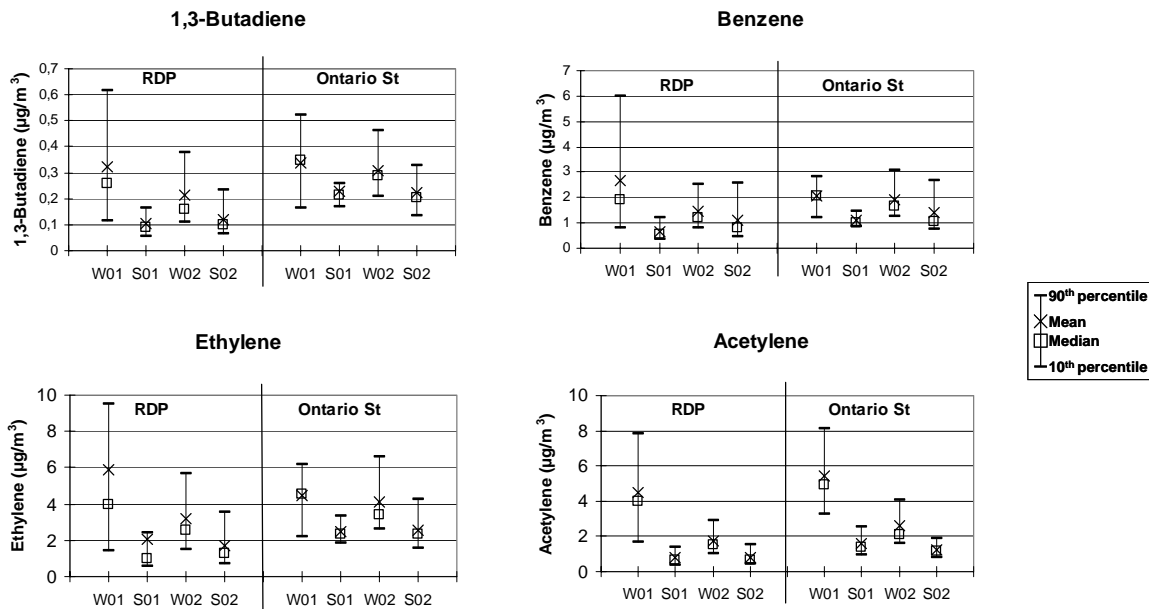 1,3-Butadiene
1,3-Butadiene (µg/m³)
0,7
0,6
0,5
0,4
0,3
0,2
0,1
0
RDP
Ontario St
W01 S01 W02 S02 W01 S01 W02 S02
Benzene
Benzene (µg/m³)
7
6
5
4
3
2
1
0
RDP
Ontario St
W01 S01 W02 S02 W01 S01 W02 S02
90th percentile
Mean
Median
10th percentile
Ethylene
Ethylene (µg/m³)
10
8
6
4
2
0
RDP
Ontario St
W01 S01 W02 S02 W01 S01 W02 S02
Acetylene
Acetylene (µg/m³)
10
8
6
4
2
0
RDP
Ontario St
W01 S01 W02 S02 W01 S01 W02 S02